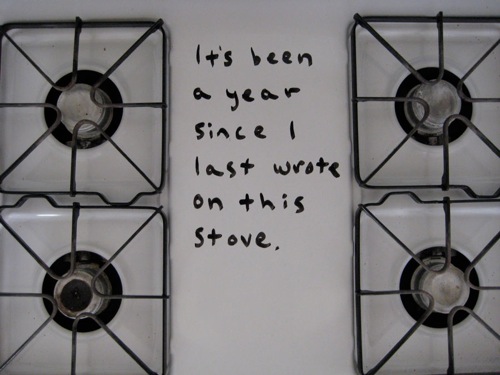 It's been
a year
since I
last wrote
on this
stove.